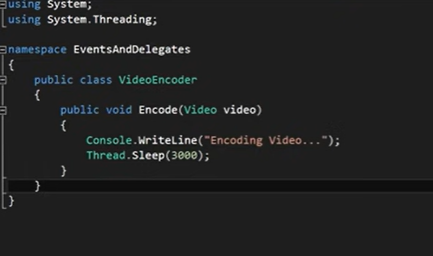 using System;
using System.Threading;
namespace EventsAndDelegates
{
public class VideoEncoder
{
public void Encode(Video video)
{
Console.WriteLine("Encoding Video...");
Thread.Sleep(3000);
}
}
}